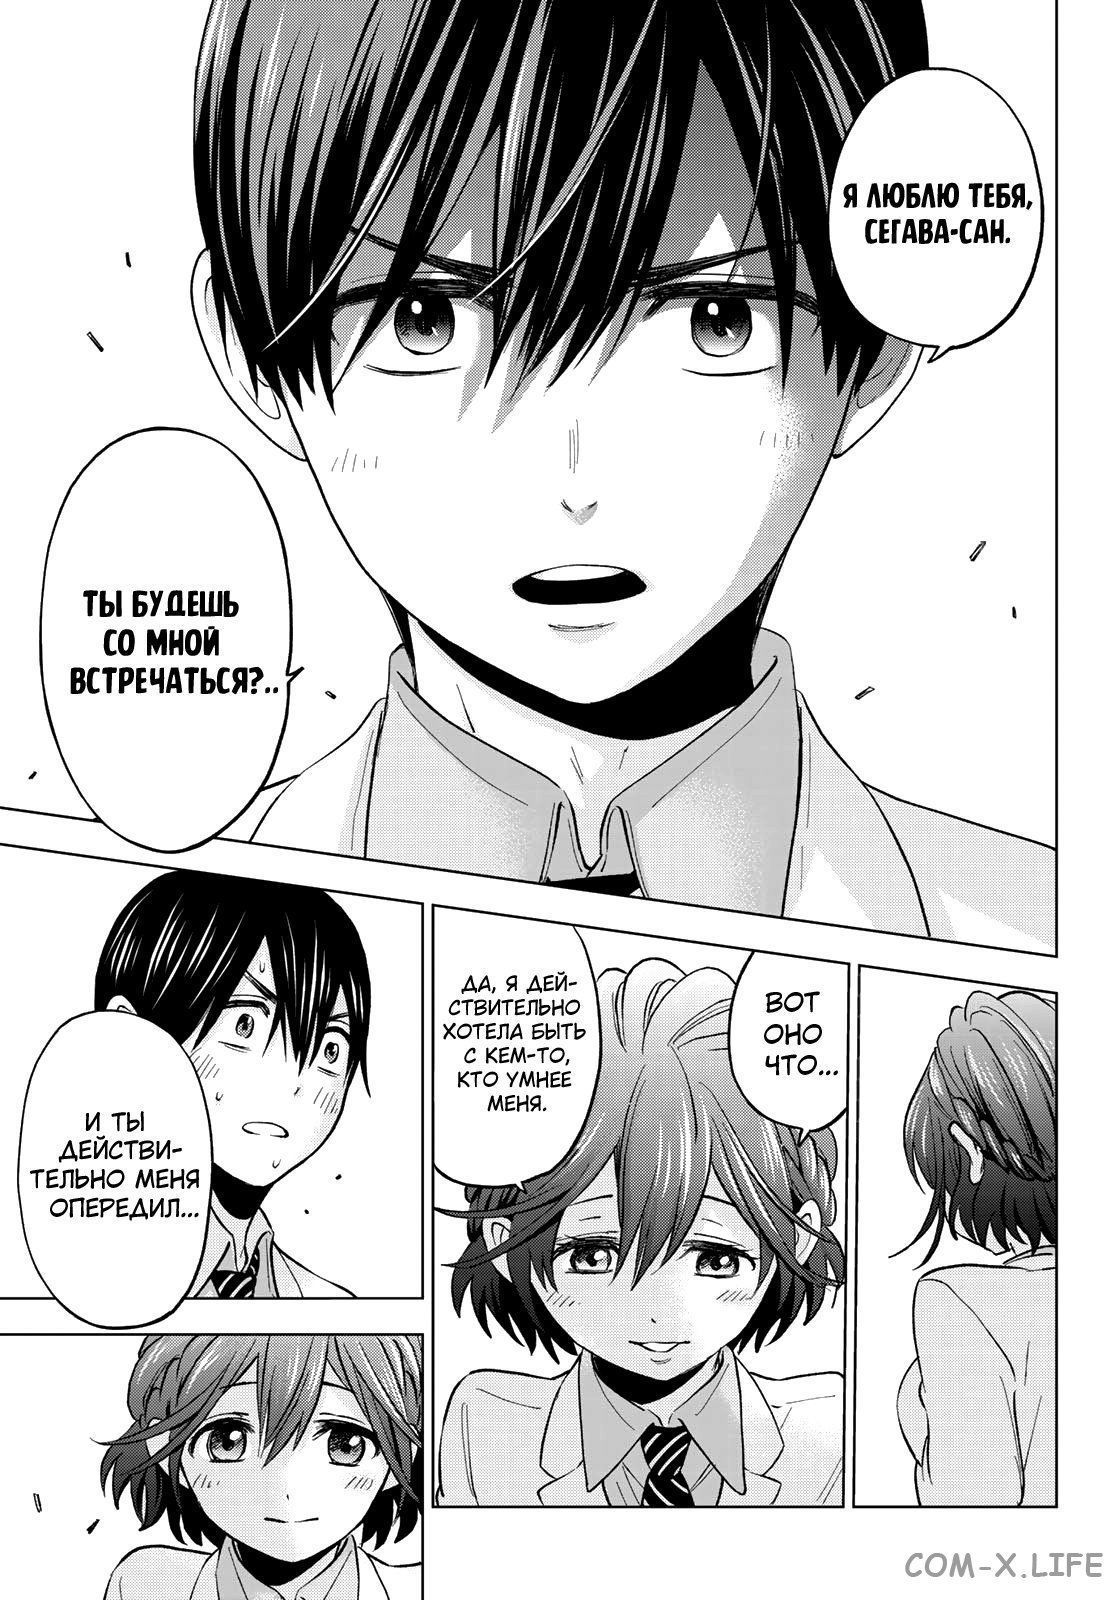 Я ЛЮБЛЮ ТЕБЯ,
СЕГАВА-САН.
ТЫ БУДЕШЬ
СО МНОЙ
ВСТРЕЧАТЬСЯ?..
ВОТ
ОНО
ЧТО...
ДА, Я ДЕЙ-
СТВИТЕЛЬНО
ХОТЕЛА БЫТЬ
С КЕМ-ТО,
КТО УМНЕЕ
МЕНЯ.
И ТЫ
ДЕЙСТВИ-
ТЕЛЬНО МЕНЯ
ОПЕРЕДИЛ...
COM-X.LIFE